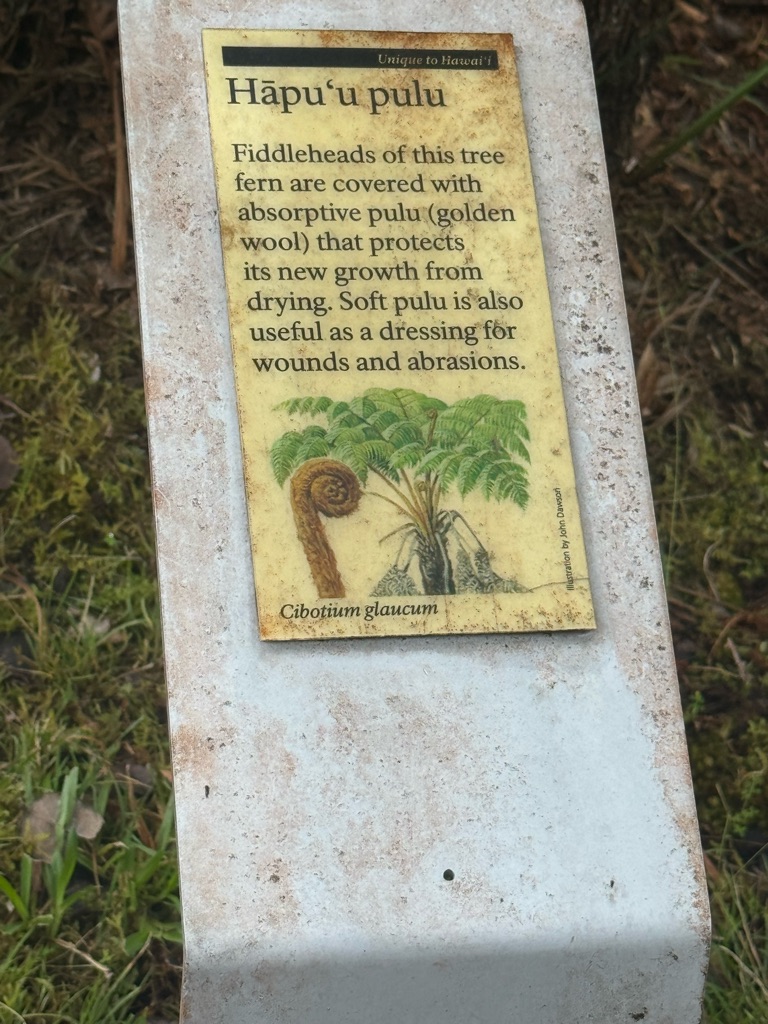 Unique to Hawai‘i
Hāpu‘u pulu
Fiddleheads of this tree
fern are covered with
absorptive pulu (golden
wool) that protects
its new growth from
drying. Soft pulu is also
useful as a dressing for
wounds and abrasions.
Illustration by John Dawson
Cibotium glaucum